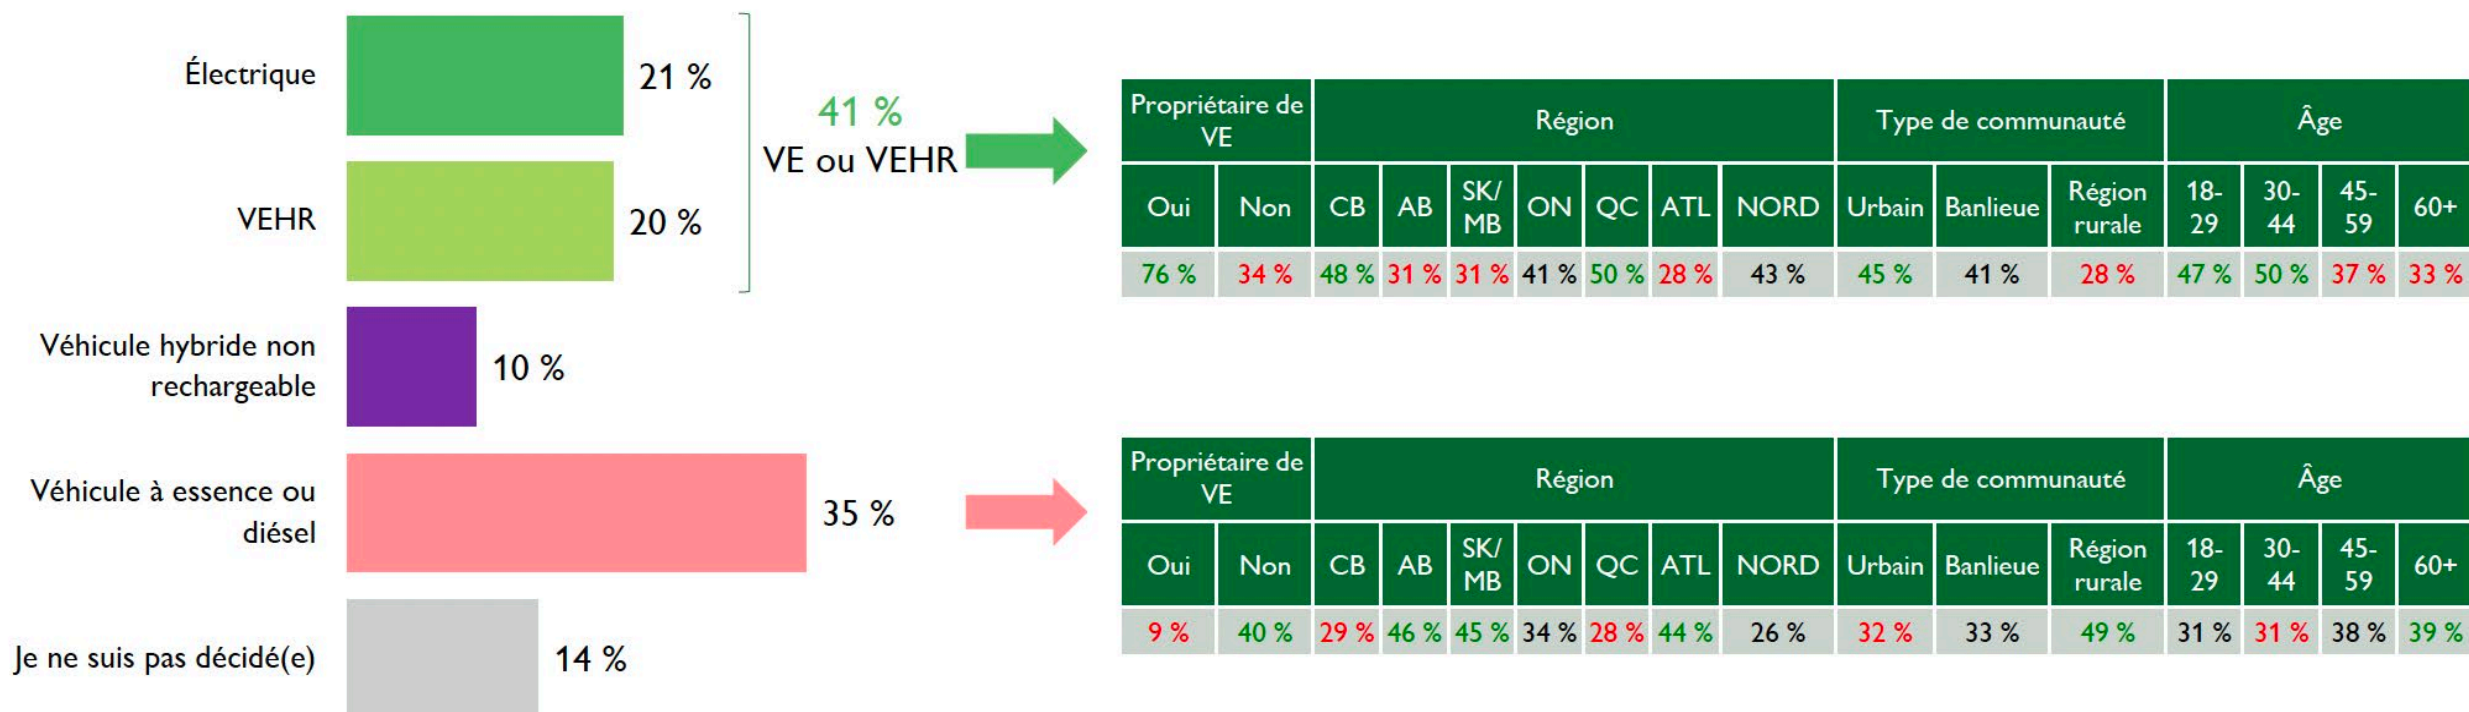 Électrique
21 %
VEHR
20 %
41 %
VE ou VEHR
Véhicule hybride non
rechargeable
10 %
Véhicule à essence ou
diésel
35 %
Je ne suis pas décidé(e)
14 %
Propriétaire de
VE
Région
Type de communauté
Âge
Oui Non CB AB SK/ MB ON QC ATL NORD Urbain Banlieue Région rurale 18- 29 30- 44 45- 59 60+
76 % 34 % 48 % 31 % 31 % 41 % 50 % 28 % 43 % 45 % 41 % 28 % 47 % 50 % 37 % 33 %
Propriétaire de
VE
Région
Type de communauté
Âge
Oui Non CB AB SK/ MB ON QC ATL NORD Urbain Banlieue Région rurale 18- 29 30- 44 45- 59 60+
9 % 40 % 29 % 46 % 45 % 34 % 28 % 44 % 26 % 32 % 33 % 49 % 31 % 31 % 38 % 39 %